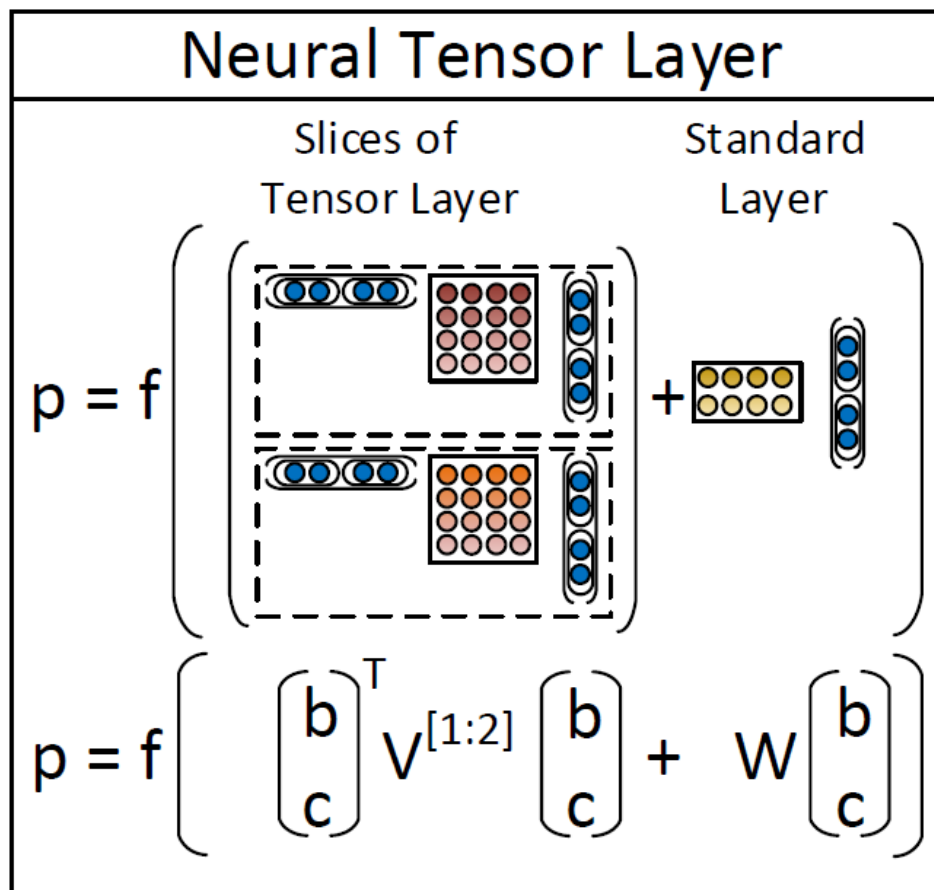 Neural Tensor Layer
Slices of
Tensor Layer
Standard
Layer
p = f +
p = f b c T V[1:2] b c + W b c